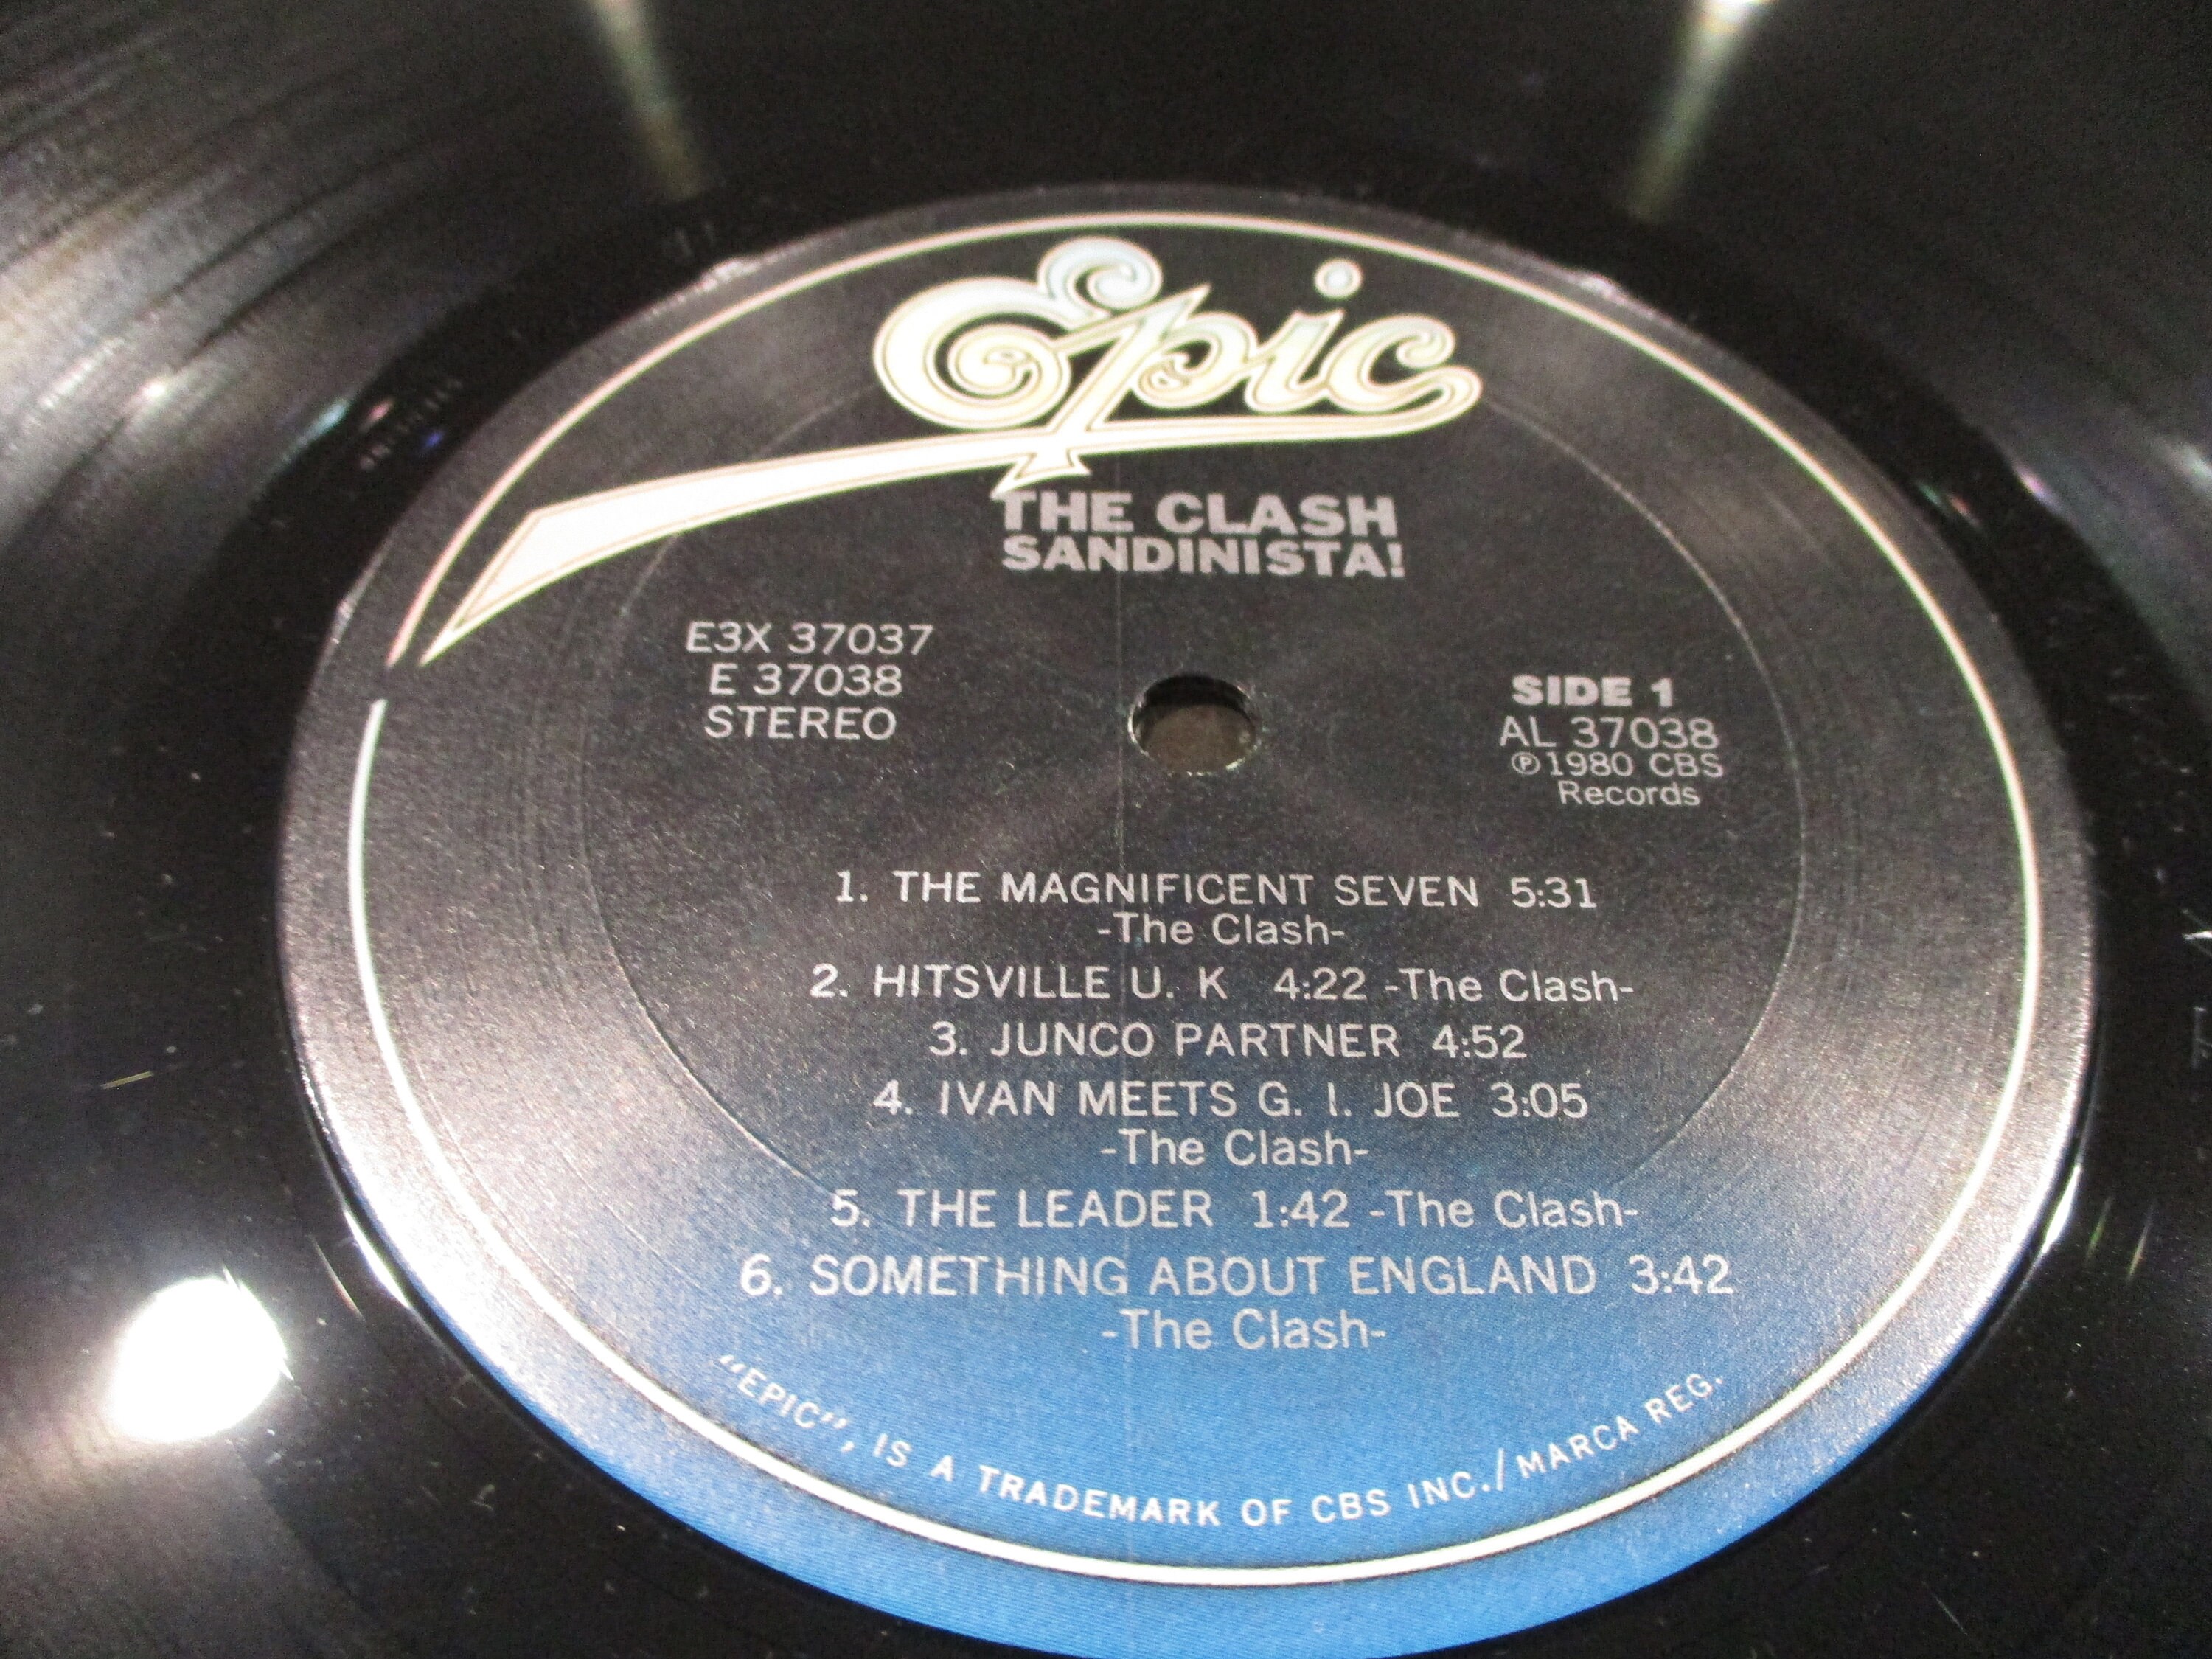 Epic
THE CLASH
SANDINISTA!
E3X 37037
E 37038
STEREO
SIDE 1
AL 37038
℗1980 CBS
Records
1. THE MAGNIFICENT SEVEN 5:31
-The Clash-
2. HITSVILLE U. K 4:22 -The Clash-
3. JUNCO PARTNER 4:52
4. IVAN MEETS G. I. JOE 3:05
-The Clash-
5. THE LEADER 1:42 -The Clash-
6. SOMETHING ABOUT ENGLAND 3:42
-The Clash-
"EPIC", IS A TRADEMARK OF CBS INC./MARCA REG.